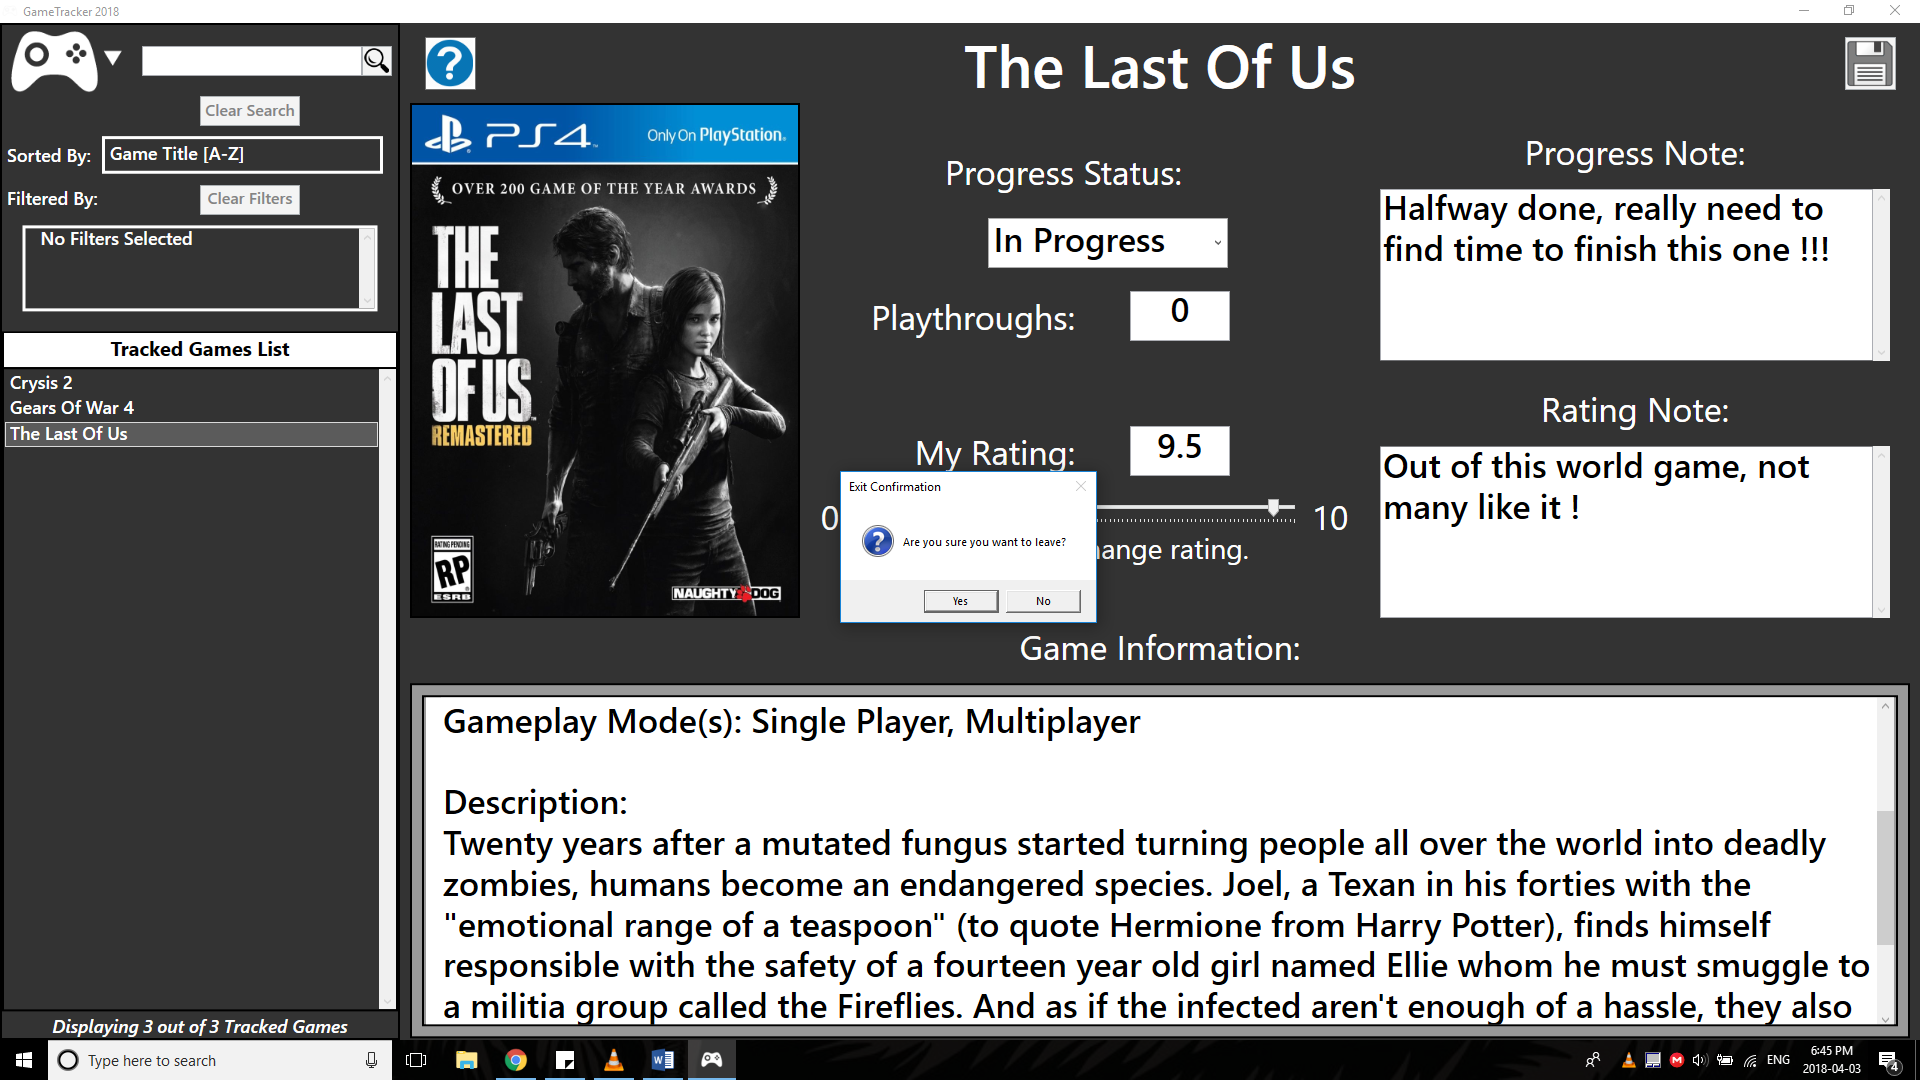 GameTracker 2018
Clear Search
Sorted By:
Game Title [A-Z]
Filtered By:
Clear Filters
No Filters Selected
Tracked Games List
Crysis 2
Gears Of War 4
The Last Of Us
Displaying 3 out of 3 Tracked Games
?
The Last Of Us
PS4
Only On PlayStation
OVER 200 GAME OF THE YEAR AWARDS
THE
LAST
OF US
REMASTERED
RATING PENDING
RP
ESRB
NAUGHTY DOG
Progress Status:
In Progress
Playthroughs:
0
My Rating:
9.5
0
10
hange rating.
Progress Note:
Halfway done, really need to
find time to finish this one !!!
Rating Note:
Out of this world game, not
many like it !
Exit Confirmation
?
Are you sure you want to leave?
Yes
No
Game Information:
Gameplay Mode(s): Single Player, Multiplayer
Description:
Twenty years after a mutated fungus started turning people all over the world into deadly
zombies, humans become an endangered species. Joel, a Texan in his forties with the
"emotional range of a teaspoon" (to quote Hermione from Harry Potter), finds himself
responsible with the safety of a fourteen year old girl named Ellie whom he must smuggle to
a militia group called the Fireflies. And as if the infected aren't enough of a hassle, they also
Type here to search
ENG
6:45 PM
2018-04-03
4